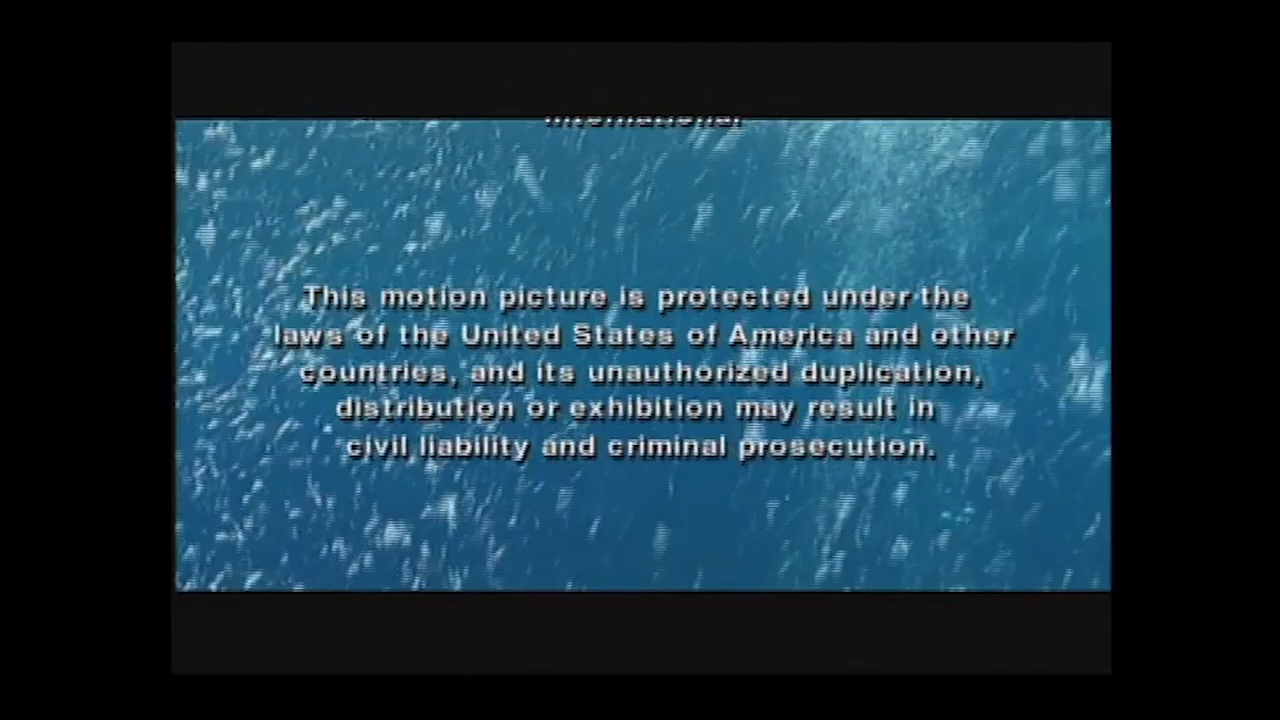 International
This motion picture is protected under the
laws of the United States of America and other
countries, and its unauthorized duplication,
distribution or exhibition may result in
civil liability and criminal prosecution.